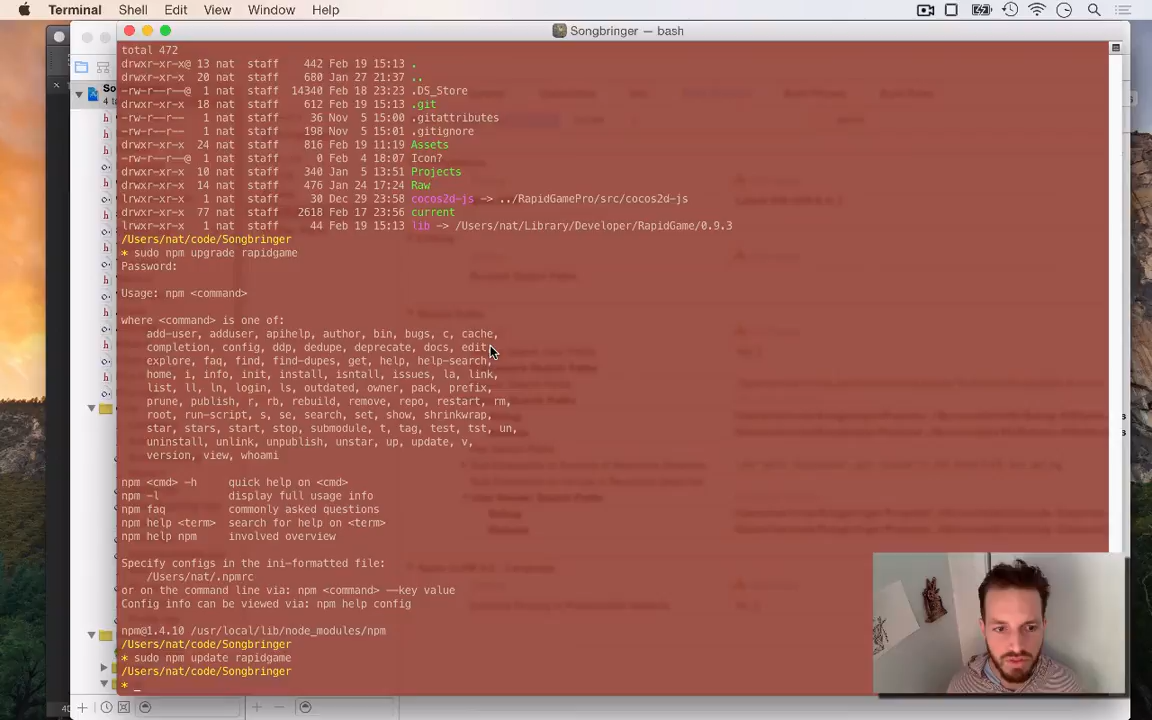 Terminal Shell Edit View Window Help
Songbringer — bash
total 472
drwxr-xr-x@ 13 nat staff 442 Feb 19 15:13 .
drwxr-xr-x 20 nat staff 680 Jan 27 21:37 ..
-rw-r--r--@ 1 nat staff 14340 Feb 18 23:23 .DS_Store
drwxr-xr-x 18 nat staff 612 Feb 19 15:13 .git
-rw-r--r-- 1 nat staff 36 Nov 5 15:00 .gitattributes
-rw-r--r-- 1 nat staff 198 Nov 5 15:01 .gitignore
drwxr-xr-x 24 nat staff 816 Feb 19 11:19 Assets
-rw-r--r--@ 1 nat staff 0 Feb 4 18:07 Icon?
drwxr-xr-x 10 nat staff 340 Jan 5 13:51 Projects
drwxr-xr-x 14 nat staff 476 Jan 24 17:24 Raw
lrwxr-xr-x 1 nat staff 30 Dec 29 23:58 cocos2d-js -> ../RapidGamePro/src/cocos2d-js
drwxr-xr-x 77 nat staff 2618 Feb 17 23:56 current
lrwxr-xr-x 1 nat staff 44 Feb 19 15:13 lib -> /Users/nat/Library/Developer/RapidGame/0.9.3
/Users/nat/code/Songbringer
* sudo npm upgrade rapidgame
Password:
Usage: npm <command>
where <command> is one of:
add-user, adduser, apihelp, author, bin, bugs, c, cache,
completion, config, ddp, dedupe, deprecate, docs, edit,
explore, faq, find, find-dupes, get, help, help-search,
home, i, info, init, install, isntall, issues, la, link,
list, ll, ln, login, ls, outdated, owner, pack, prefix,
prune, publish, r, rb, rebuild, remove, repo, restart, rm,
root, run-script, s, se, search, set, show, shrinkwrap,
star, stars, start, stop, submodule, t, tag, test, tst, un,
uninstall, unlink, unpublish, unstar, up, update, v,
version, view, whoami
npm <cmd> -h quick help on <cmd>
npm -l display full usage info
npm faq commonly asked questions
npm help <term> search for help on <term>
npm help npm involved overview
Specify configs in the ini-formatted file:
/Users/nat/.npmrc
or on the command line via: npm <command> --key value
Config info can be viewed via: npm help config
npm@1.4.10 /usr/local/lib/node_modules/npm
/Users/nat/code/Songbringer
* sudo npm update rapidgame
/Users/nat/code/Songbringer
* _